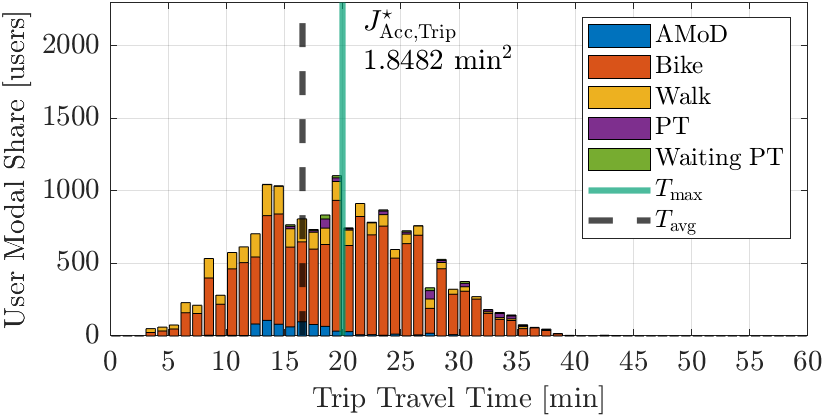 User Modal Share [users]
2000
1500
1000
500
0
0 5 10 15 20 25 30 35 40 45 50 55 60
Trip Travel Time [min]
J⋆Acc,Trip
1.8482 min²
AMoD
Bike
Walk
PT
Waiting PT
Tmax
Tavg